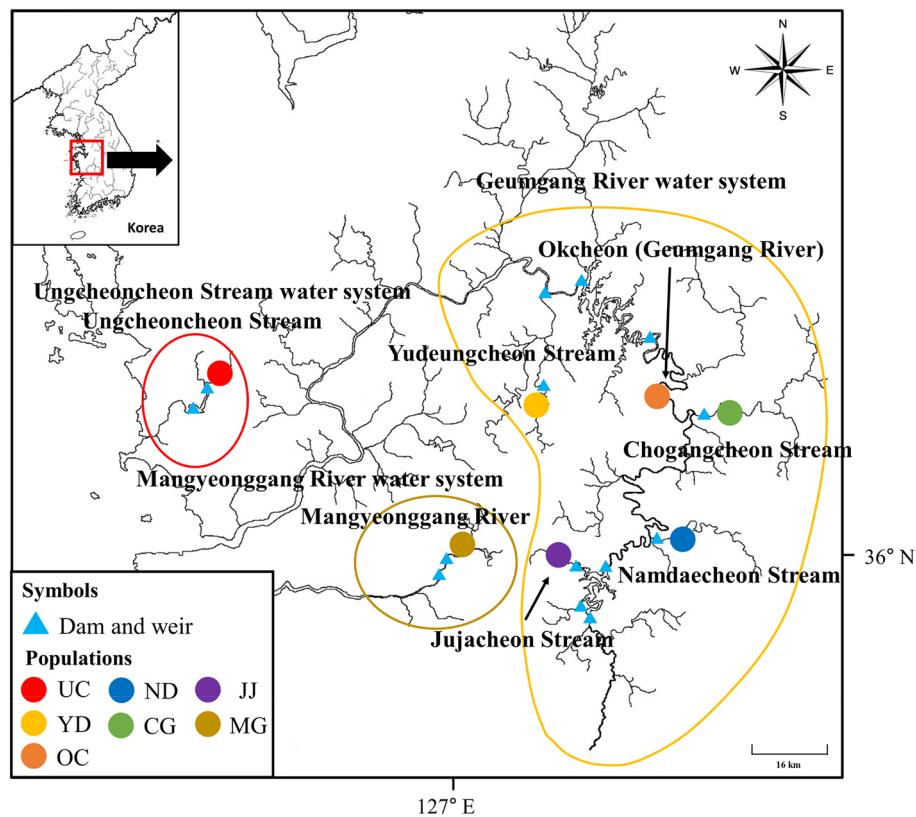 N
W
E
S
Korea
Geumgang River water system
Okcheon (Geumgang River)
Ungcheoncheon Stream water system
Ungcheoncheon Stream
Yudeungcheon Stream
Chogangcheon Stream
Mangyeonggang River water system
Mangyeonggang River
36° N
Namdaecheon Stream
Jujacheon Stream
Symbols
Dam and weir
Populations
UC ND JJ
YD CG MG
OC
16 km
127° E